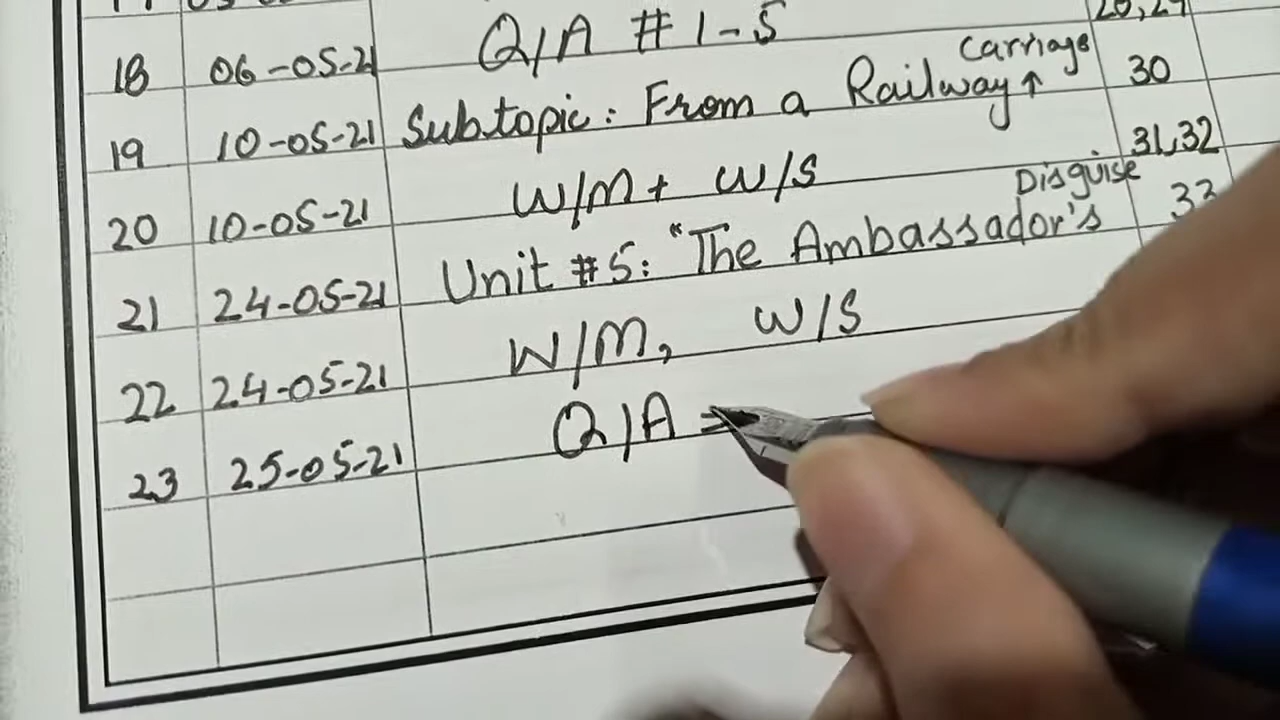 20,29
18 06-05-21 Q/A # 1-5
Carriage
19 10-05-21 Subtopic: From a Railway↑ 30
20 10-05-21 W/M + W/S 31,32
Disguise
21 24-05-21 Unit #5: "The Ambassador's 33
22 24-05-21 W/M, W/S
23 25-05-21 Q/A